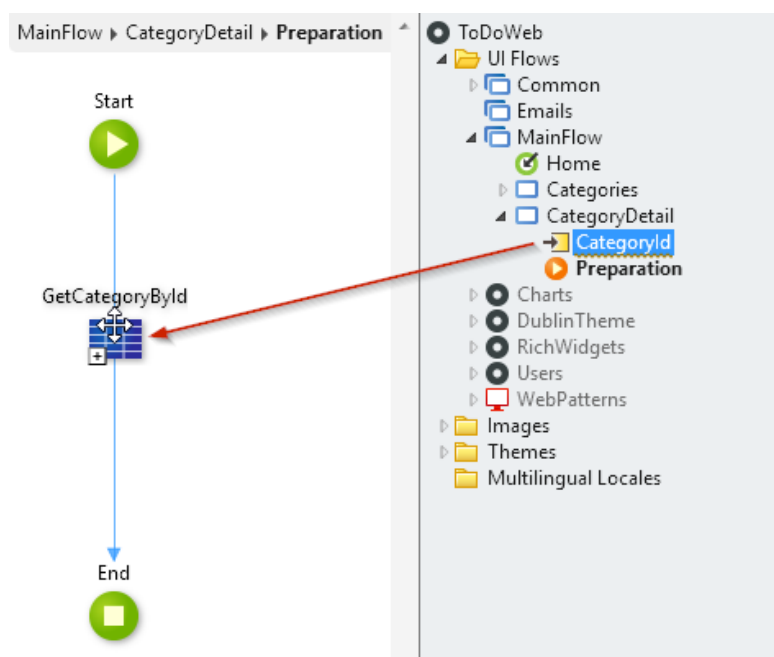 MainFlow ▸ CategoryDetail ▸ Preparation
Start
GetCategoryById
End
ToDoWeb
UI Flows
Common
Emails
MainFlow
Home
Categories
CategoryDetail
CategoryId
Preparation
Charts
DublinTheme
RichWidgets
Users
WebPatterns
Images
Themes
Multilingual Locales